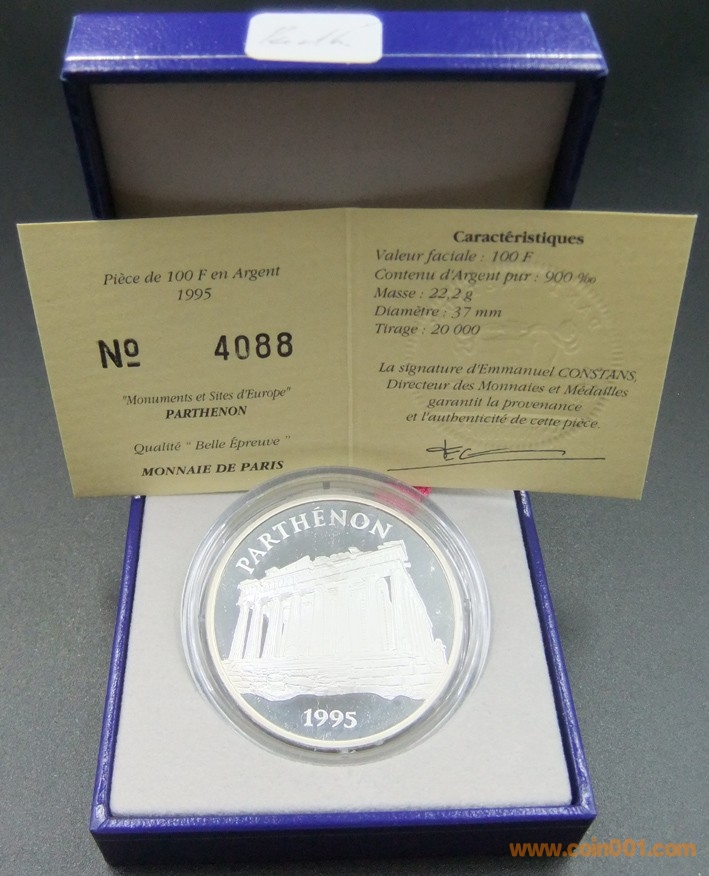 Pièce de 100 F en Argent
1995
Nº 4088
"Monuments et Sites d'Europe"
PARTHENON
Qualité " Belle Épreuve "
MONNAIE DE PARIS
Caractéristiques
Valeur faciale : 100 F
Contenu d'Argent pur : 900 ‰
Masse : 22,2 g
Diamètre : 37 mm
Tirage : 20 000
La signature d'Emmanuel CONSTANS,
Directeur des Monnaies et Médailles
garantit la provenance
et l'authenticité de cette pièce.
PARTHÉNON
1995
www.coin001.com